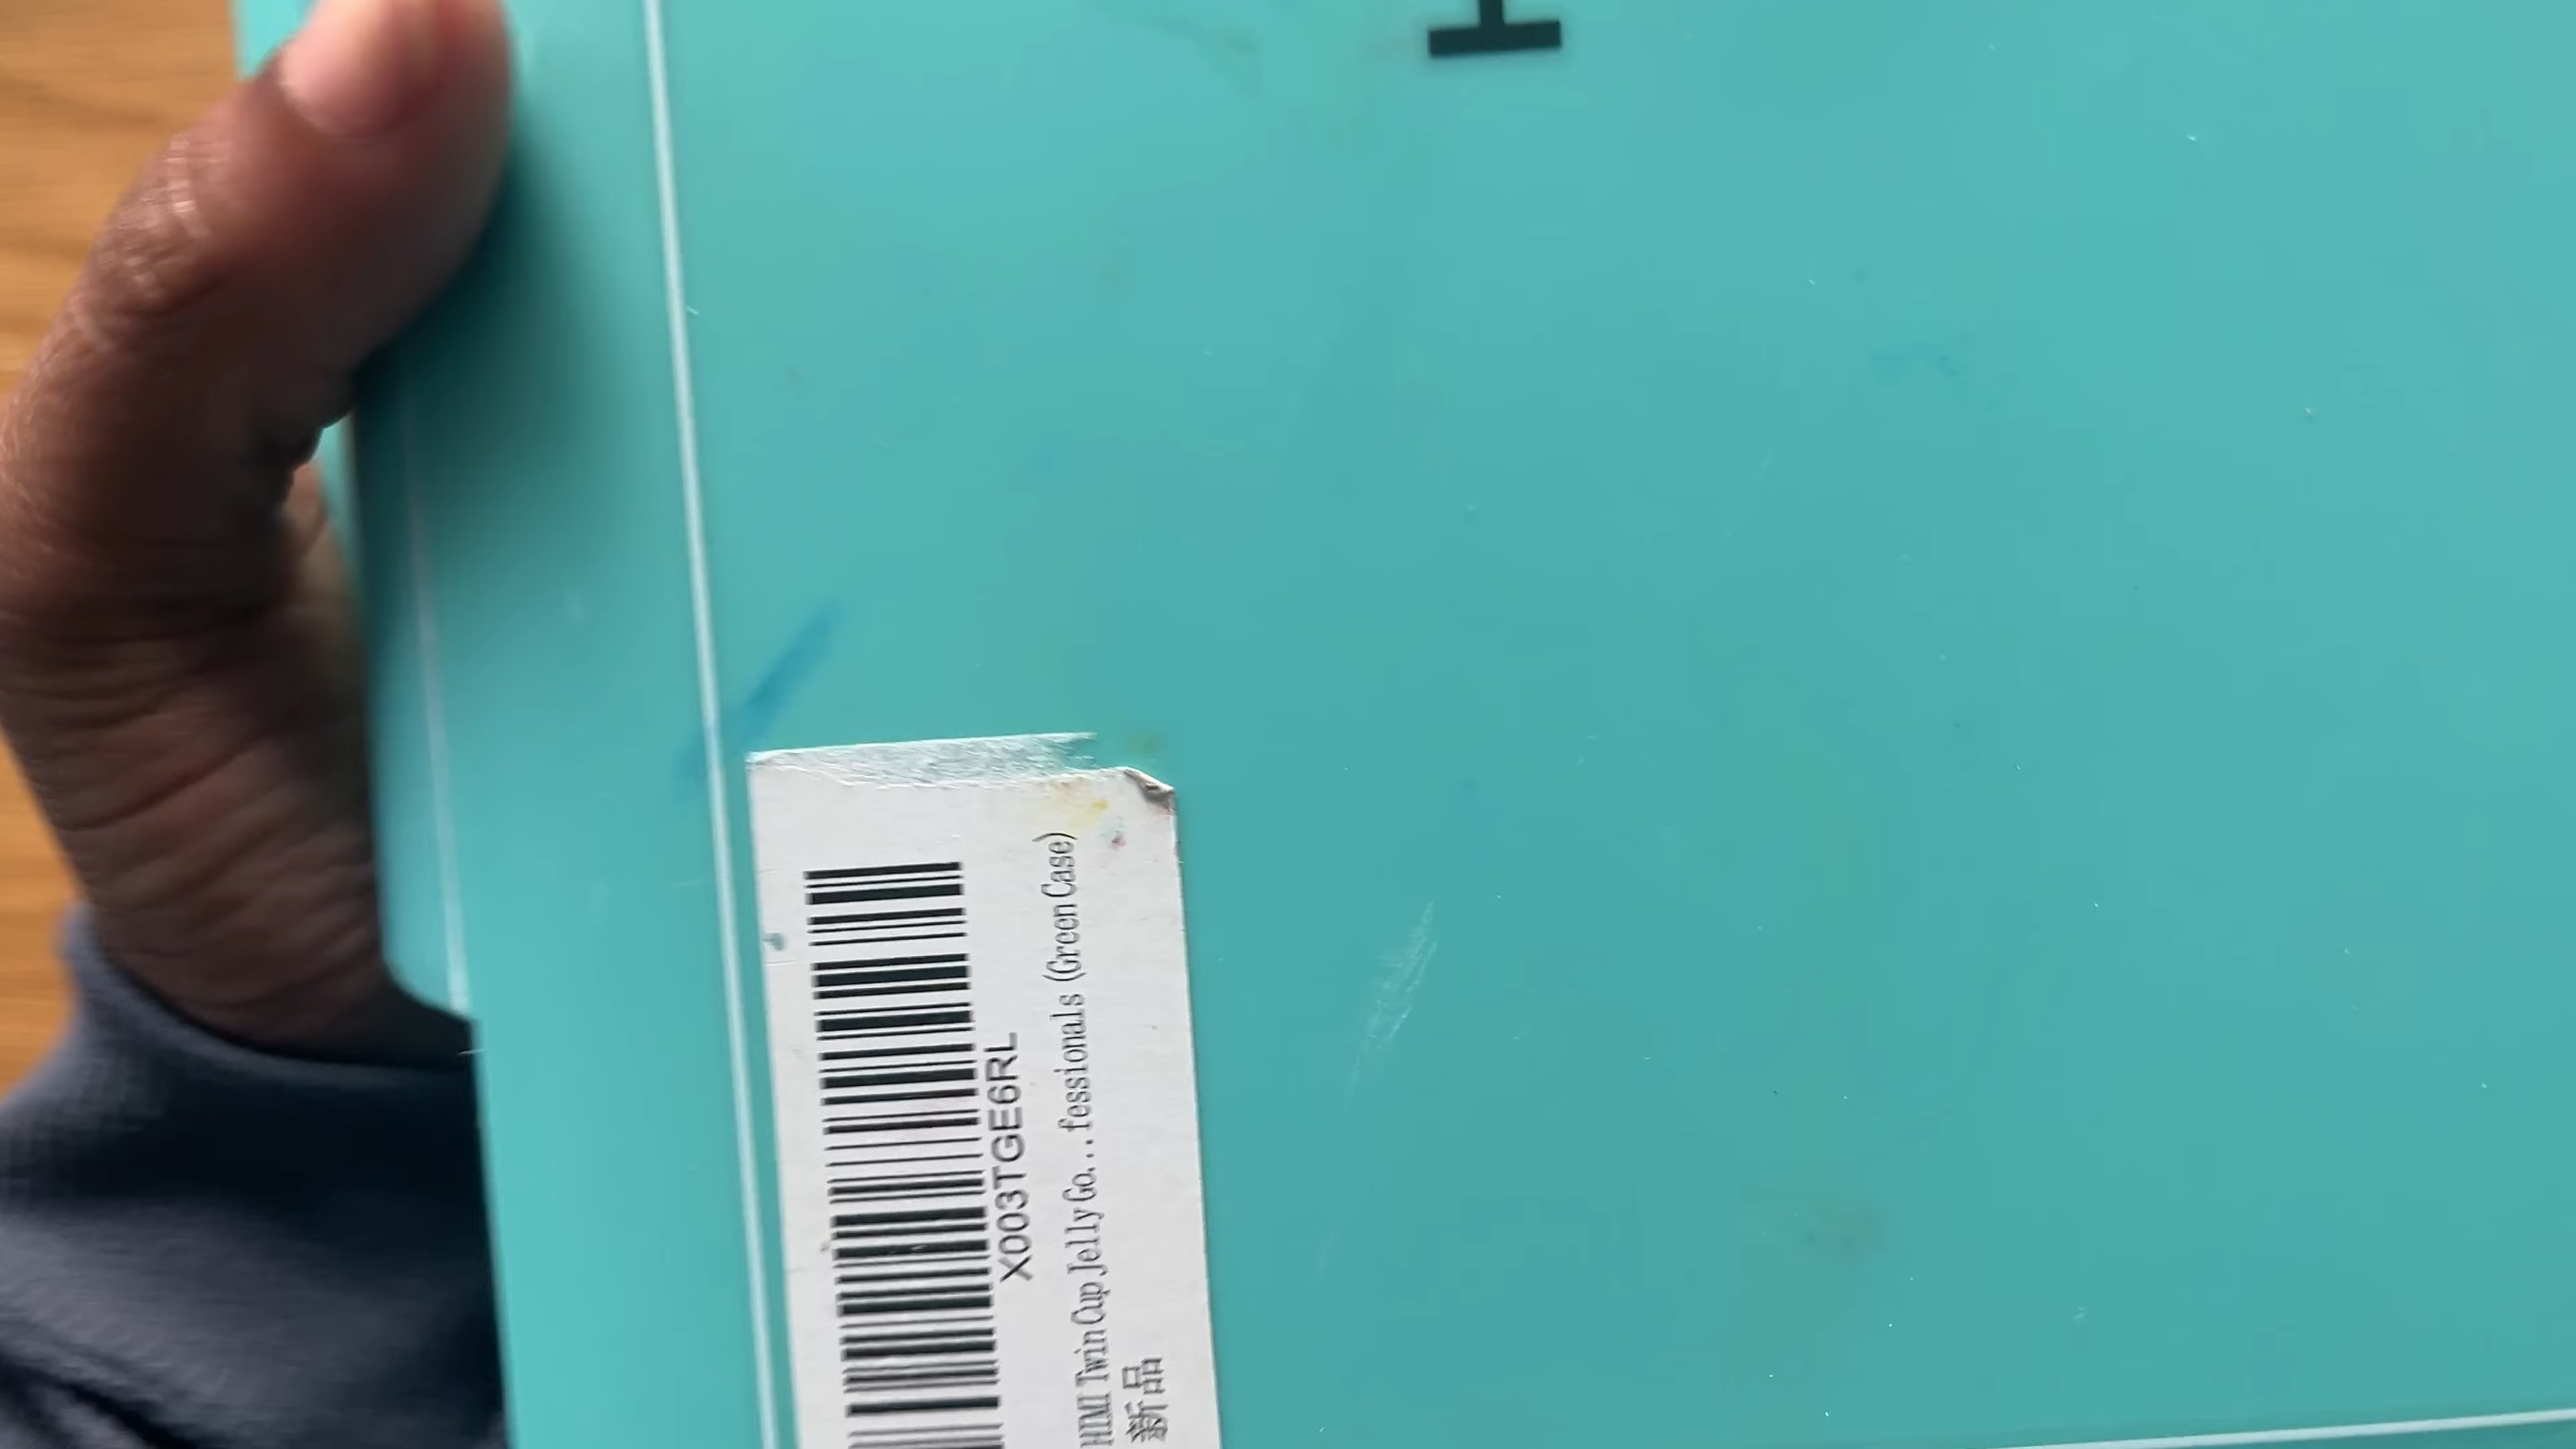 X003TGE6RL
HIMI Twin Cup Jelly Go...fessionals (Green Case)
新品